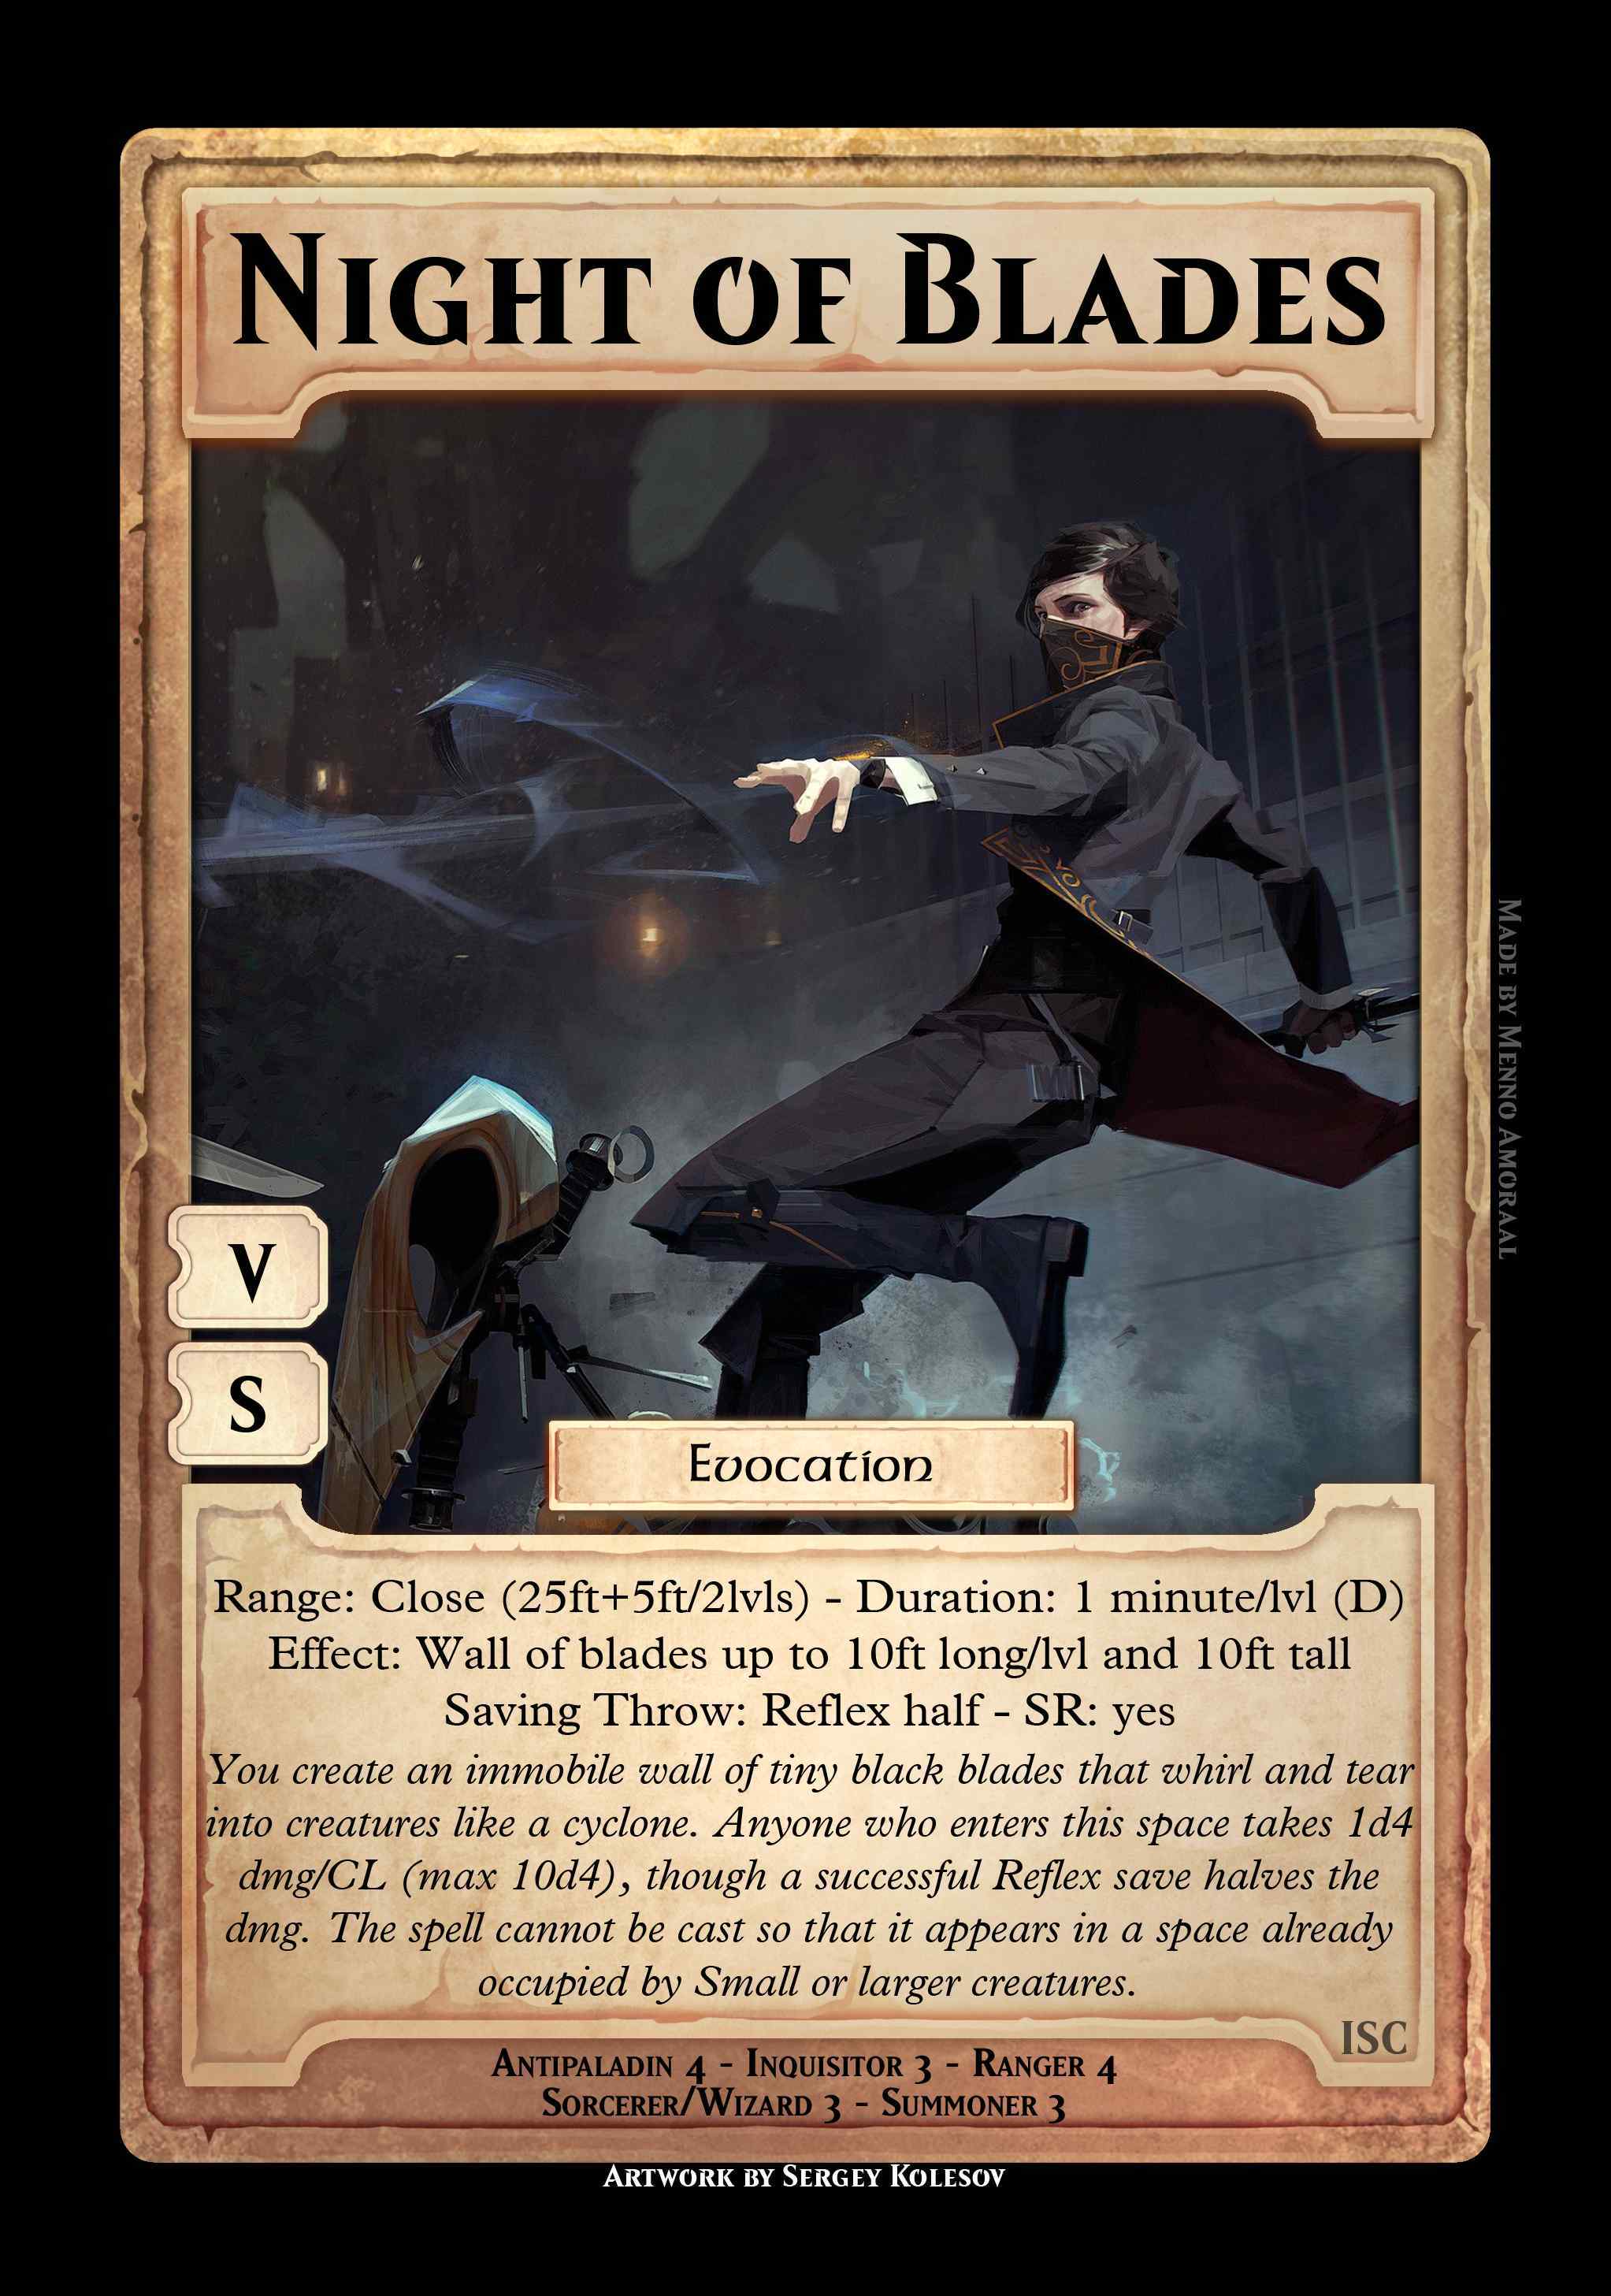 Night of Blades
V
S
Evocation
Range: Close (25ft+5ft/2lvls) - Duration: 1 minute/lvl (D)
Effect: Wall of blades up to 10ft long/lvl and 10ft tall
Saving Throw: Reflex half - SR: yes
You create an immobile wall of tiny black blades that whirl and tear
into creatures like a cyclone. Anyone who enters this space takes 1d4
dmg/CL (max 10d4), though a successful Reflex save halves the
dmg. The spell cannot be cast so that it appears in a space already
occupied by Small or larger creatures.
ISC
Antipaladin 4 - Inquisitor 3 - Ranger 4
Sorcerer/Wizard 3 - Summoner 3
Artwork by Sergey Kolesov
Made by Menno Amoraal